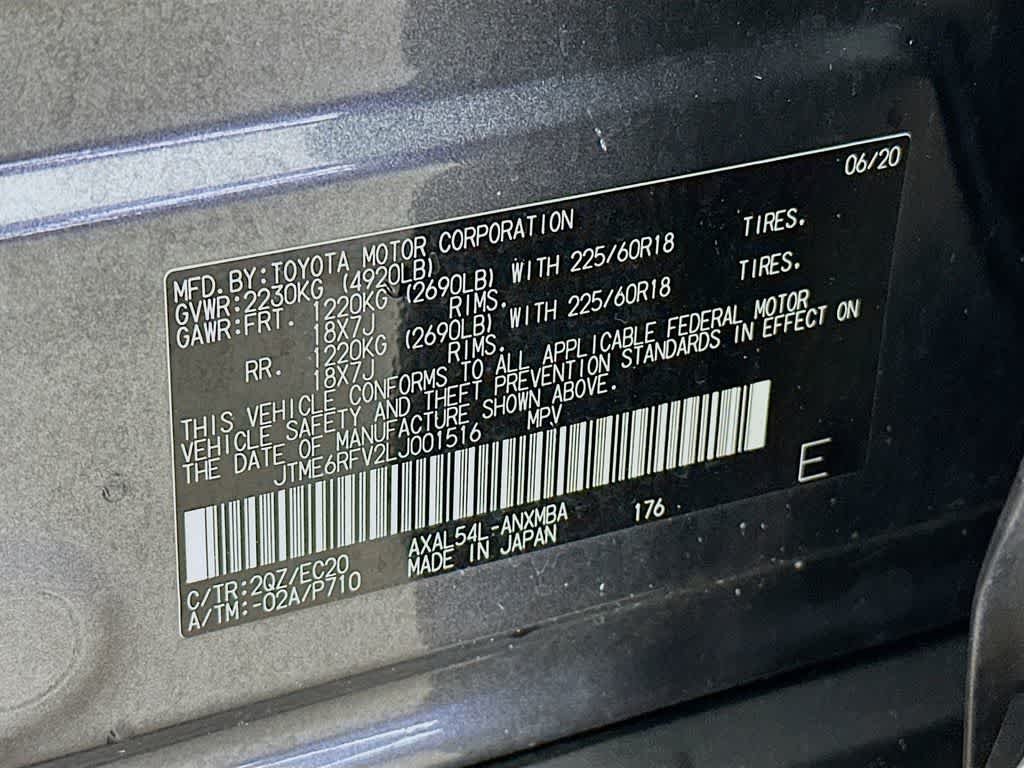 06/20
MFD. BY:TOYOTA MOTOR CORPORATION
GVWR:2230KG (4920LB)
GAWR:FRT. 1220KG (2690LB) WITH 225/60R18 TIRES.
18X7J RIMS.
RR. 1220KG (2690LB) WITH 225/60R18 TIRES.
18X7J RIMS.
THIS VEHICLE CONFORMS TO ALL APPLICABLE FEDERAL MOTOR
VEHICLE SAFETY AND THEFT PREVENTION STANDARDS IN EFFECT ON
THE DATE OF MANUFACTURE SHOWN ABOVE.
JTME6RFV2LJ001516 MPV
E
C/TR:2QZ/EC20 AXAL54L-ANXMBA 176
A/TM:-02A/P710 MADE IN JAPAN